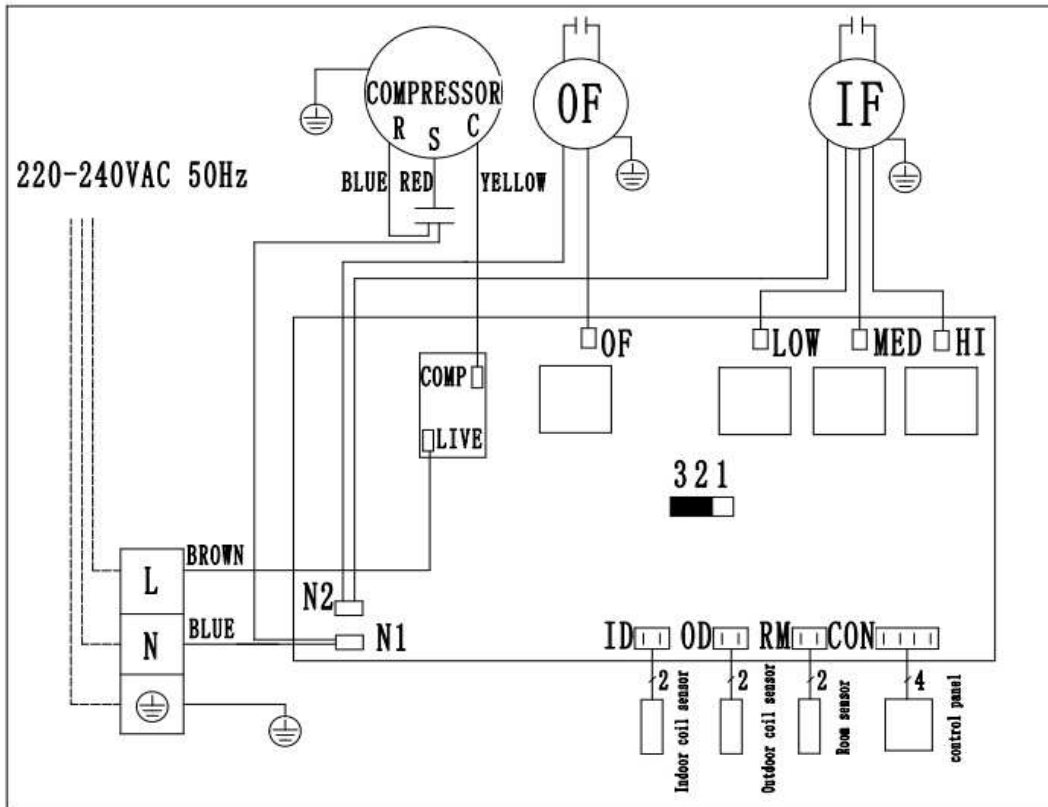 COMPRESSOR
R S C
OF
IF
220-240VAC 50Hz
BLUE RED YELLOW
OF
LOW MED HI
COMP
LIVE
321
L
BROWN
N2
N
BLUE
N1
ID OD RM CON
2 2 2 4
Indoor coil sensor
Outdoor coil sensor
Room sensor
control panel